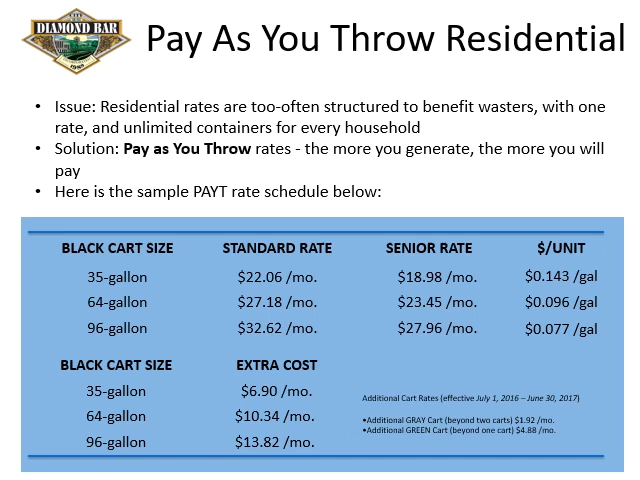 DIAMOND BAR
Pay As You Throw Residential
• Issue: Residential rates are too-often structured to benefit wasters, with one
rate, and unlimited containers for every household
• Solution: Pay as You Throw rates - the more you generate, the more you will
pay
• Here is the sample PAYT rate schedule below:
BLACK CART SIZE STANDARD RATE SENIOR RATE $/UNIT
35-gallon $22.06 /mo. $18.98 /mo. $0.143 /gal
64-gallon $27.18 /mo. $23.45 /mo. $0.096 /gal
96-gallon $32.62 /mo. $27.96 /mo. $0.077 /gal
BLACK CART SIZE EXTRA COST
35-gallon $6.90 /mo.
64-gallon $10.34 /mo.
96-gallon $13.82 /mo.
Additional Cart Rates (effective July 1, 2016 – June 30, 2017)
•Additional GRAY Cart (beyond two carts) $1.92 /mo.
•Additional GREEN Cart (beyond one cart) $4.88 /mo.